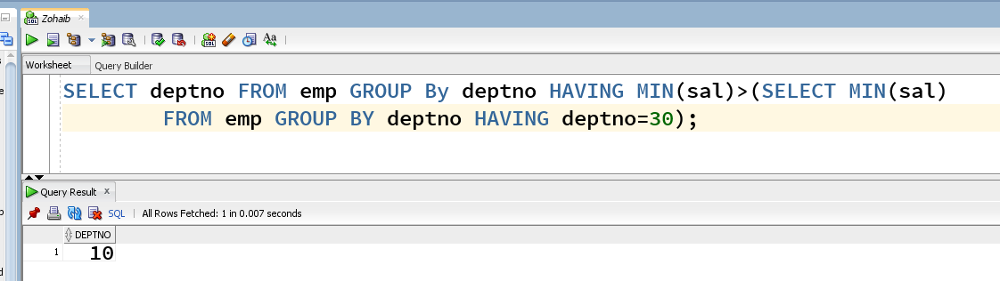 Zohaib
Worksheet Query Builder
SELECT deptno FROM emp GROUP By deptno HAVING MIN(sal)>(SELECT MIN(sal)
FROM emp GROUP BY deptno HAVING deptno=30);
Query Result x
SQL | All Rows Fetched: 1 in 0.007 seconds
DEPTNO
1 10